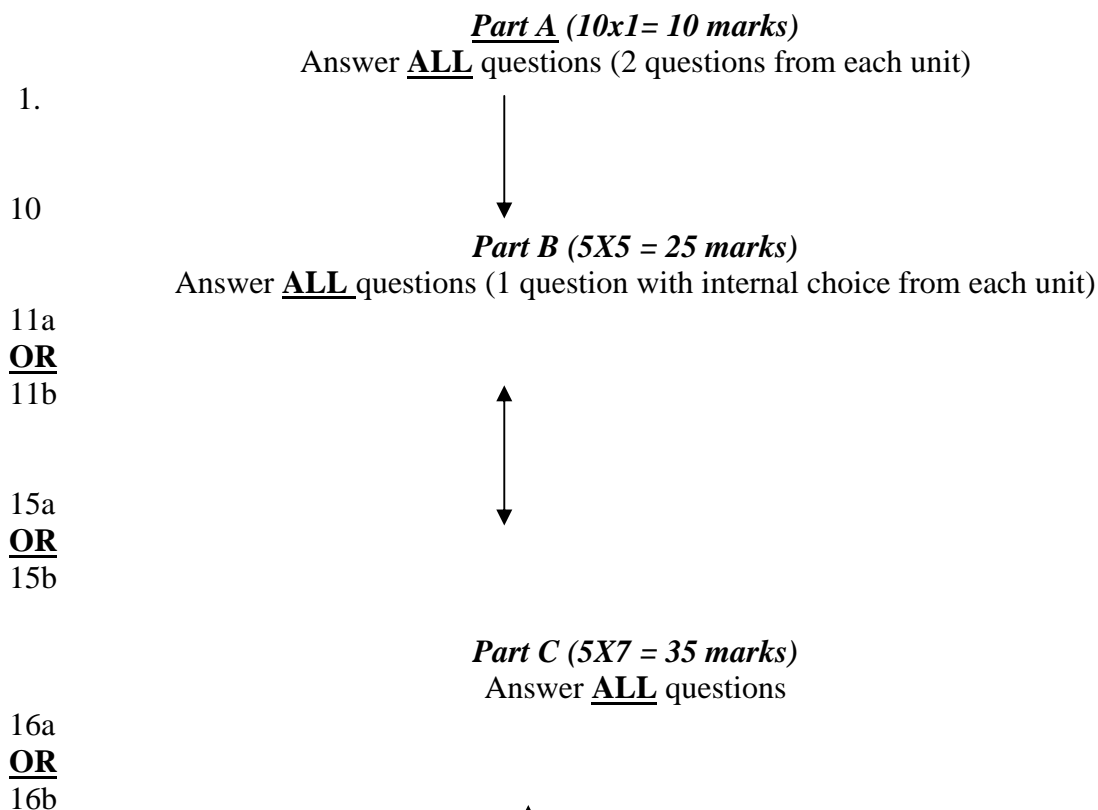 Part A (10x1= 10 marks)
Answer ALL questions (2 questions from each unit)
1.
10
Part B (5X5 = 25 marks)
Answer ALL questions (1 question with internal choice from each unit)
11a
OR
11b
15a
OR
15b
Part C (5X7 = 35 marks)
Answer ALL questions
16a
OR
16b